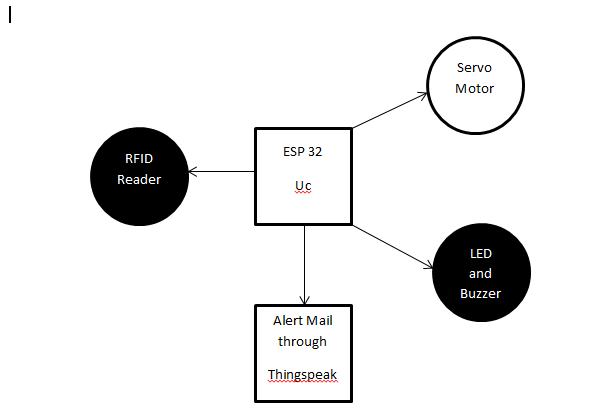 Servo
Motor
RFID
Reader
ESP 32
Uc
LED
and
Buzzer
Alert Mail
through
Thingspeak